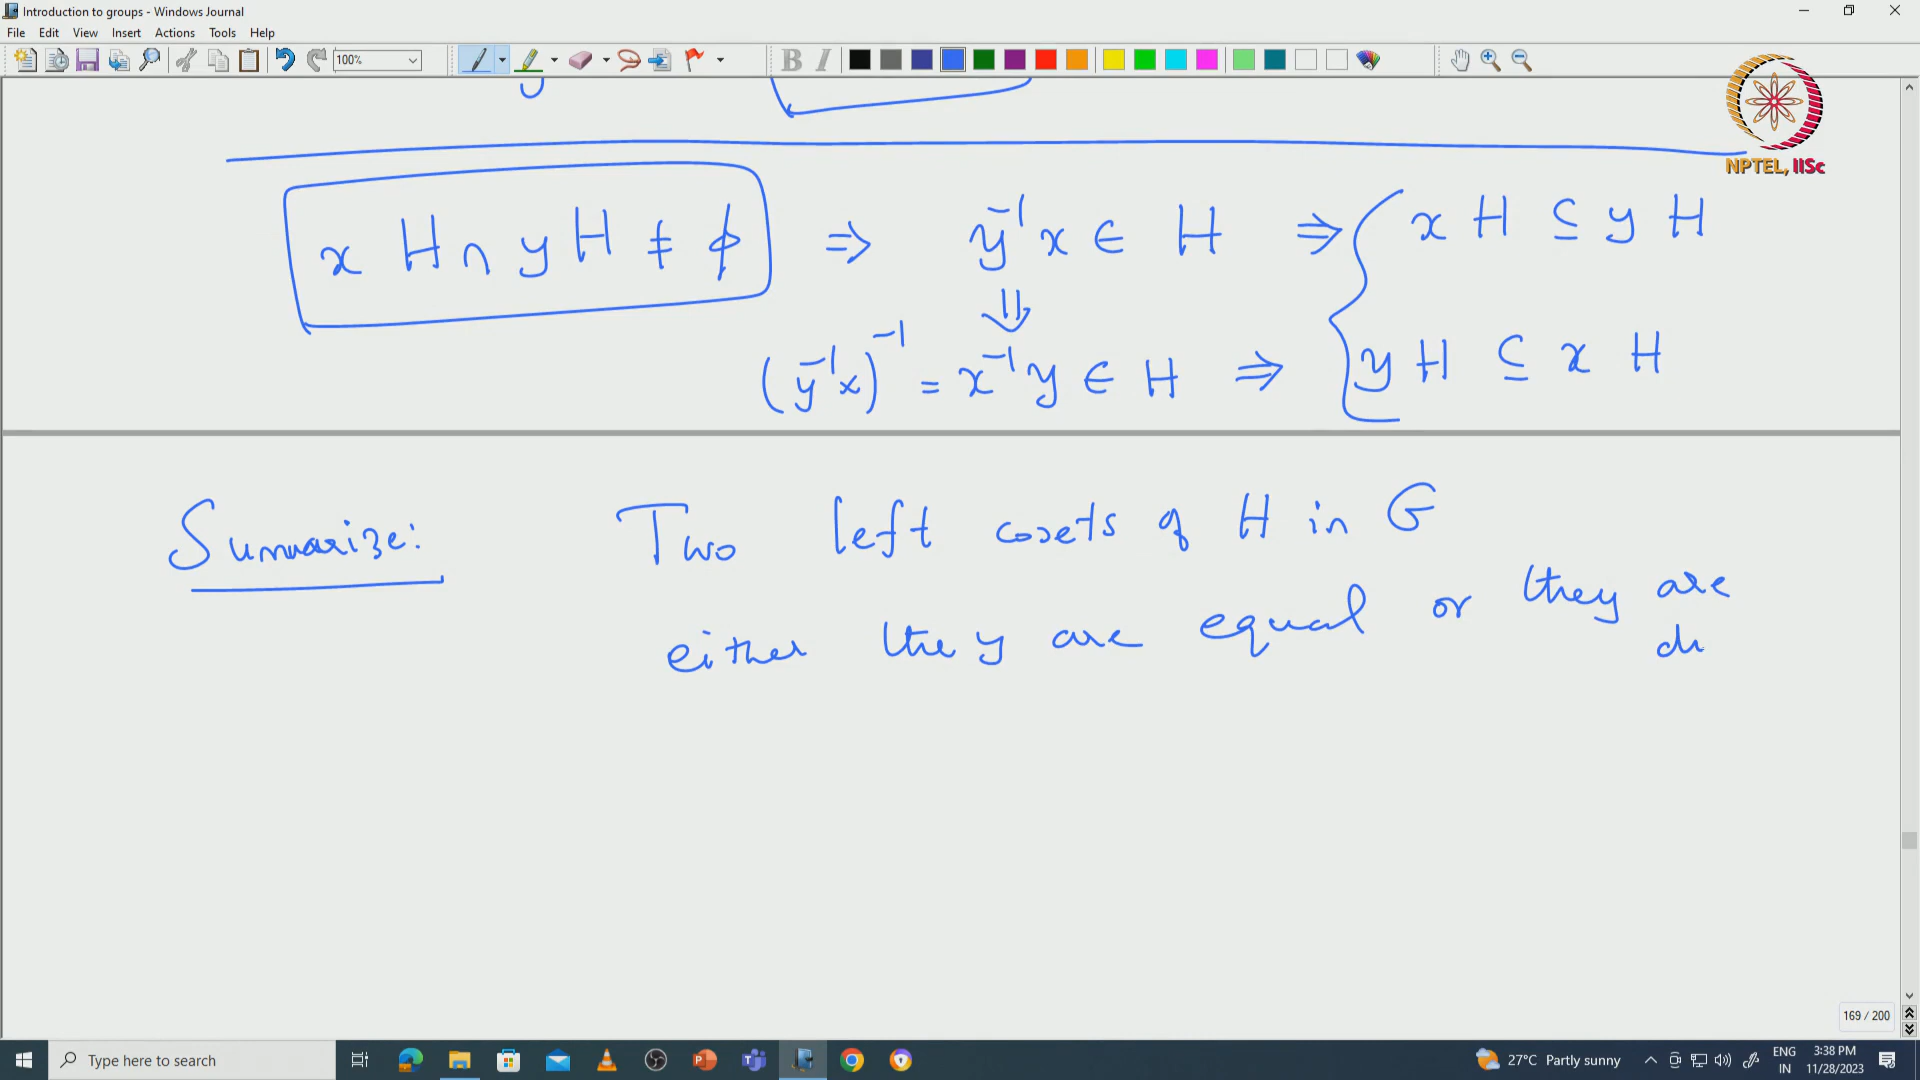 Introduction to groups - Windows Journal
File Edit View Insert Actions Tools Help
100%
B I
NPTEL, IISc
x H ∩ y H ≠ ϕ ⇒ y⁻¹x ∈ H ⇒ { x H ⊆ y H
⇓
(y⁻¹x)⁻¹ = x⁻¹y ∈ H ⇒ y H ⊆ x H
Summarize: Two left cosets of H in G
either they are equal or they are
di
169 / 200
Type here to search
27°C Partly sunny
ENG
IN
3:38 PM
11/28/2023